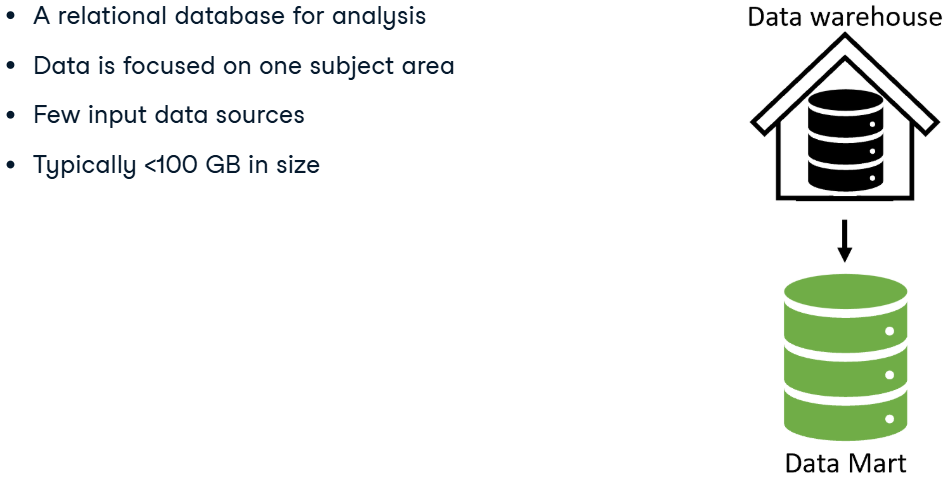 • A relational database for analysis
• Data is focused on one subject area
• Few input data sources
• Typically <100 GB in size
Data warehouse
Data Mart